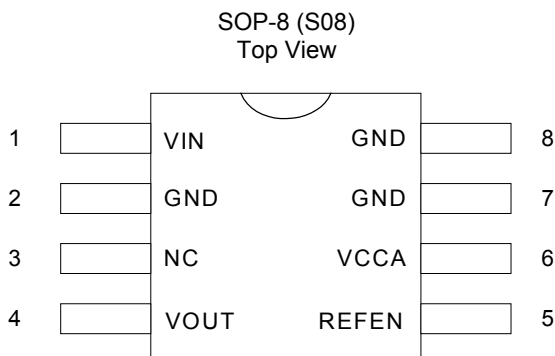 SOP-8 (S08)
Top View
1 VIN GND 8
2 GND GND 7
3 NC VCCA 6
4 VOUT REFEN 5